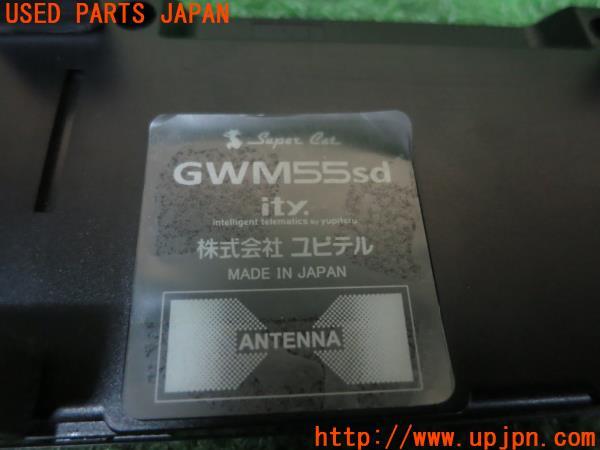 USED PARTS JAPAN
Super Cat
GWM55sd
ity.
intelligent telematics by yupiteru
株式会社 ユピテル
MADE IN JAPAN
ANTENNA
http://www.upjpn.com/